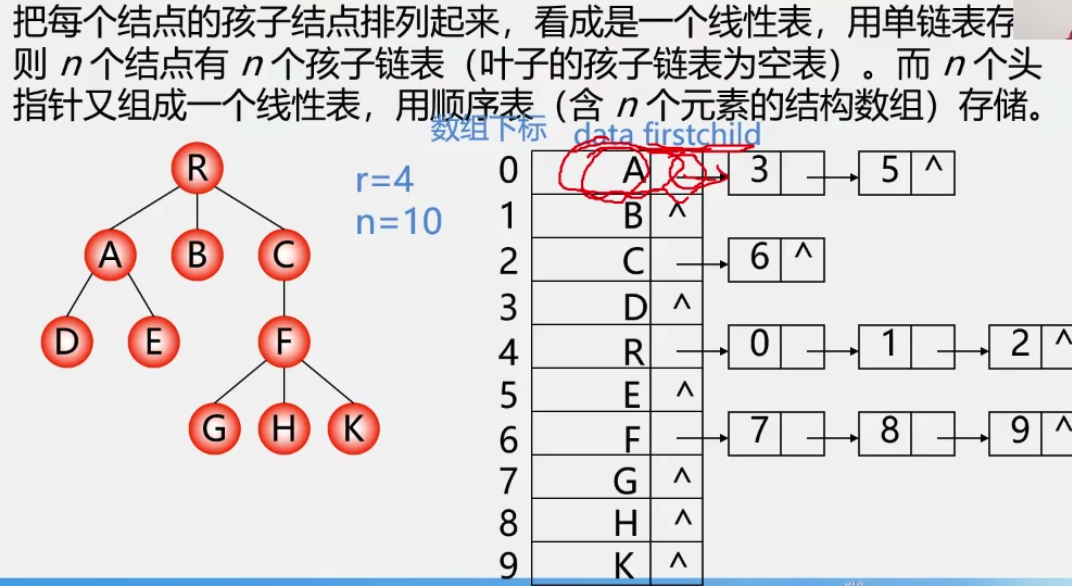 把每个结点的孩子结点排列起来，看成是一个线性表，用单链表存
则 n 个结点有 n 个孩子链表（叶子的孩子链表为空表）。而 n 个头
指针又组成一个线性表，用顺序表（含 n 个元素的结构数组）存储。
数组下标 data firstchild
R
r=4
n=10
A B C
D E F
G H K
0 A 3 5 ^
1 B ^
2 C 6 ^
3 D ^
4 R 0 1 2 ^
5 E ^
6 F 7 8 9 ^
7 G ^
8 H ^
9 K ^